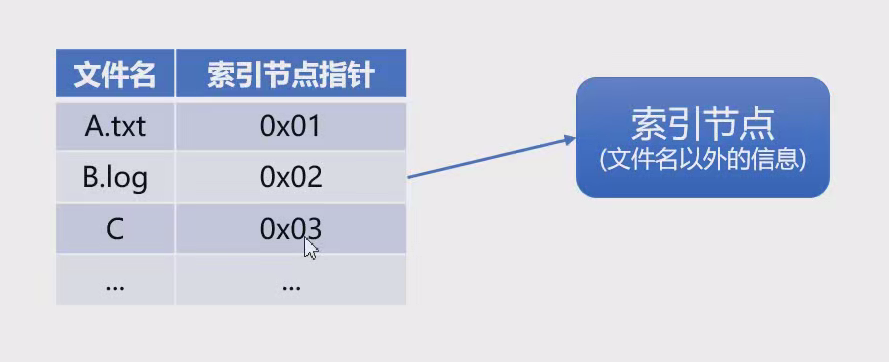 文件名 索引节点指针
A.txt 0x01
B.log 0x02
C 0x03
... ...
索引节点
(文件名以外的信息)